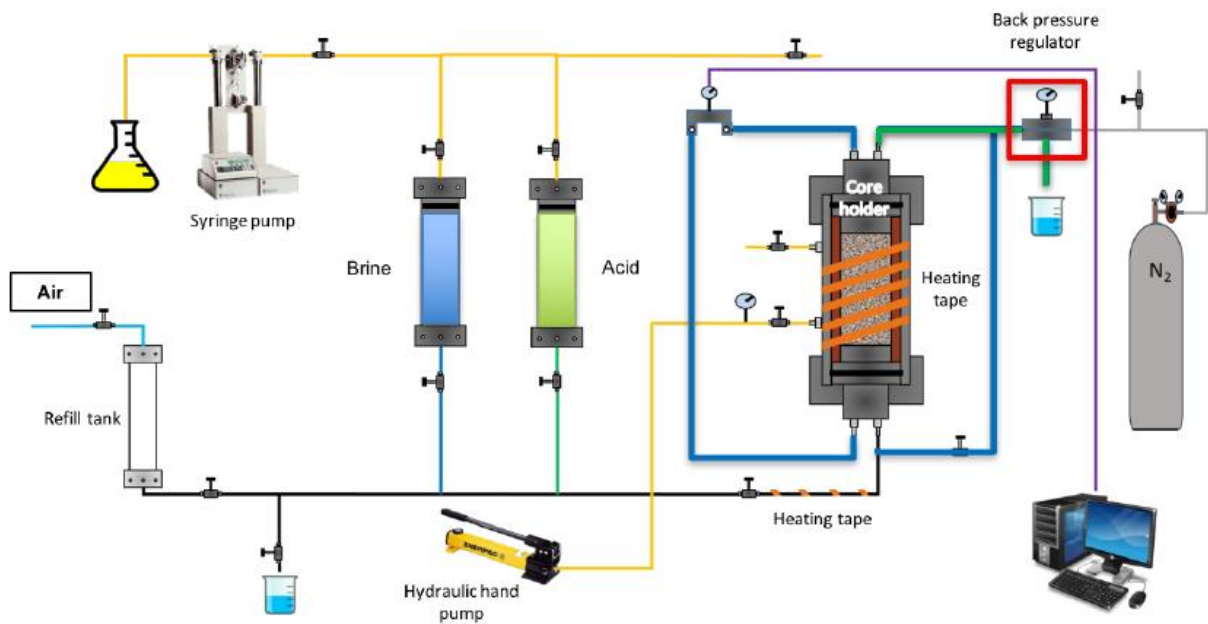 Back pressure
regulator
Syringe pump
Core
holder
Brine
Acid
Heating
tape
N2
Air
Refill tank
Heating tape
ENERPAC
Hydraulic hand
pump